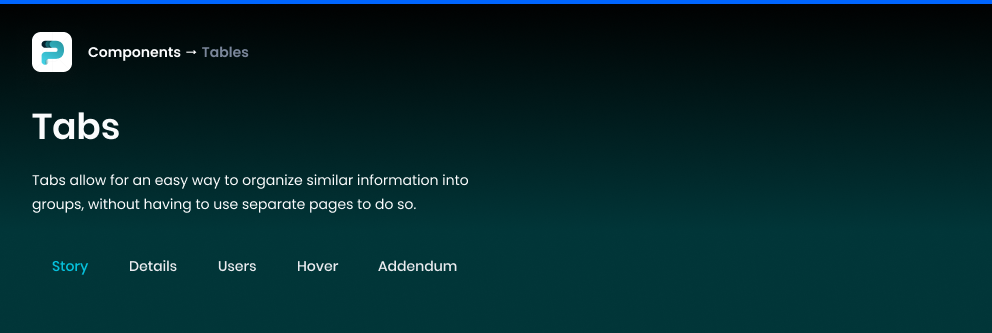 Components → Tables
Tabs
Tabs allow for an easy way to organize similar information into
groups, without having to use separate pages to do so.
Story Details Users Hover Addendum